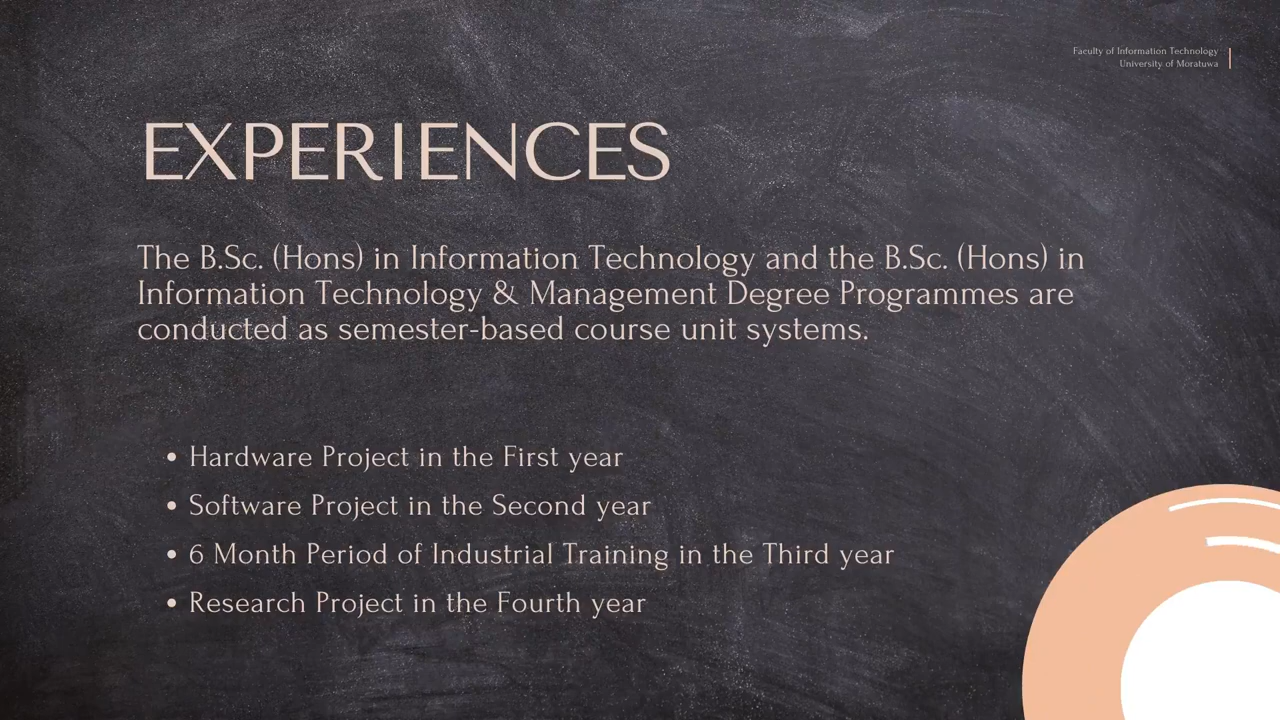 Faculty of Information Technology
University of Moratuwa
EXPERIENCES
The B.Sc. (Hons) in Information Technology and the B.Sc. (Hons) in
Information Technology & Management Degree Programmes are
conducted as semester-based course unit systems.
• Hardware Project in the First year
• Software Project in the Second year
• 6 Month Period of Industrial Training in the Third year
• Research Project in the Fourth year